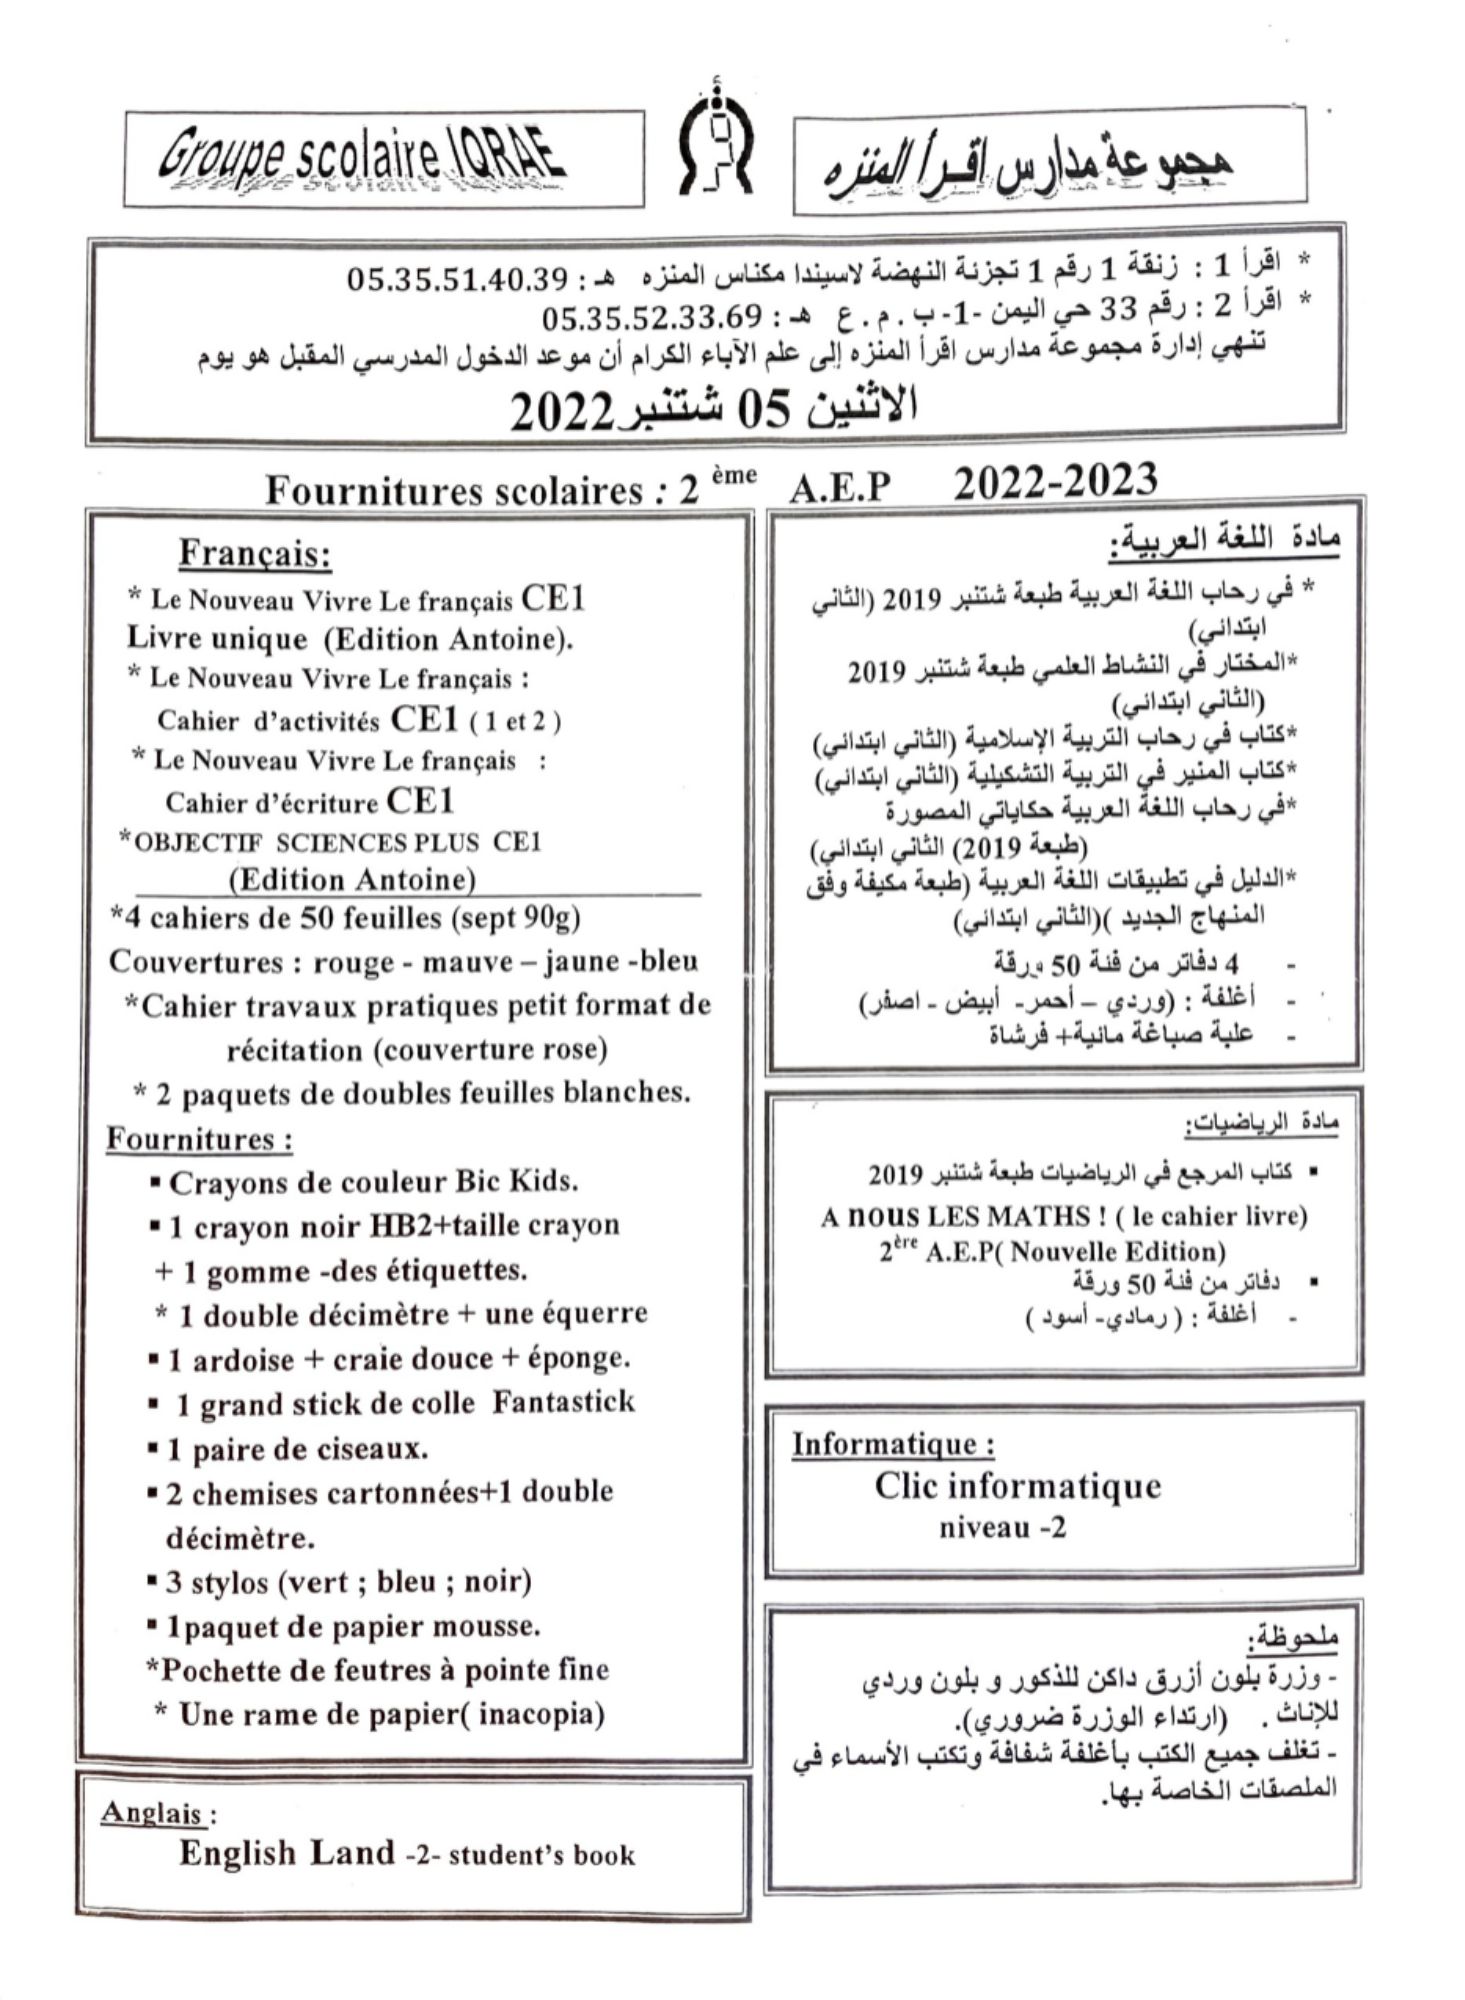 Groupe scolaire IQRAE
مجموعة مدارس اقرأ المنزه
* اقرأ 1 : زنقة 1 رقم 1 تجزئة النهضة لاسيندا مكناس المنزه هـ : 05.35.51.40.39
* اقرأ 2 : رقم 33 حي اليمن -1- ب . م . ع هـ : 05.35.52.33.69
تنهي إدارة مجموعة مدارس اقرأ المنزه إلى علم الآباء الكرام أن موعد الدخول المدرسي المقبل هو يوم
الاثنين 05 شتنبر2022
Fournitures scolaires : 2 ème A.E.P 2022-2023
Français:
* Le Nouveau Vivre Le français CE1
Livre unique (Edition Antoine).
* Le Nouveau Vivre Le français :
Cahier d’activités CE1 ( 1 et 2 )
* Le Nouveau Vivre Le français :
Cahier d’écriture CE1
*OBJECTIF SCIENCES PLUS CE1
(Edition Antoine)
*4 cahiers de 50 feuilles (sept 90g)
Couvertures : rouge - mauve – jaune -bleu
*Cahier travaux pratiques petit format de
récitation (couverture rose)
* 2 paquets de doubles feuilles blanches.
Fournitures :
▪ Crayons de couleur Bic Kids.
▪ 1 crayon noir HB2+taille crayon
+ 1 gomme -des étiquettes.
* 1 double décimètre + une équerre
▪ 1 ardoise + craie douce + éponge.
▪ 1 grand stick de colle Fantastick
▪ 1 paire de ciseaux.
▪ 2 chemises cartonnées+1 double
décimètre.
▪ 3 stylos (vert ; bleu ; noir)
▪ 1paquet de papier mousse.
*Pochette de feutres à pointe fine
* Une rame de papier( inacopia)
Anglais :
English Land -2- student’s book
مادة اللغة العربية:
* في رحاب اللغة العربية طبعة شتنبر 2019 (الثاني
ابتدائي)
*المختار في النشاط العلمي طبعة شتنبر 2019
(الثاني ابتدائي)
*كتاب في رحاب التربية الإسلامية (الثاني ابتدائي)
*كتاب المنير في التربية التشكيلية (الثاني ابتدائي)
*في رحاب اللغة العربية حكاياتي المصورة
(طبعة 2019) الثاني ابتدائي)
*الدليل في تطبيقات اللغة العربية (طبعة مكيفة وفق
المنهاج الجديد )(الثاني ابتدائي)
- 4 دفاتر من فئة 50 ورقة
- أغلفة : (وردي – أحمر- أبيض - اصفر)
- علبة صباغة مائية+ فرشاة
مادة الرياضيات:
▪ كتاب المرجع في الرياضيات طبعة شتنبر 2019
A nous LES MATHS ! ( le cahier livre)
2ère A.E.P( Nouvelle Edition)
▪ دفاتر من فئة 50 ورقة
- أغلفة : ( رمادي- أسود )
Informatique :
Clic informatique
niveau -2
ملحوظة:
- وزرة بلون أزرق داكن للذكور و بلون وردي
للإناث . (ارتداء الوزرة ضروري).
- تغلف جميع الكتب بأغلفة شفافة وتكتب الأسماء في
الملصقات الخاصة بها.